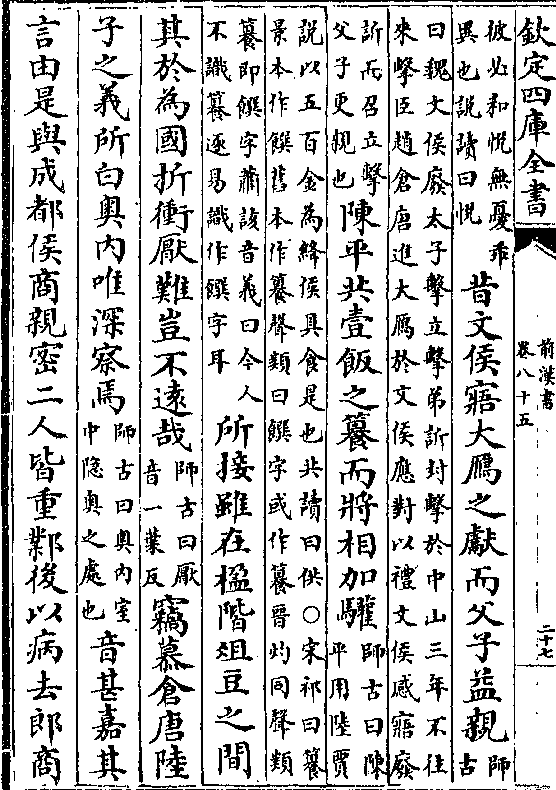 欽定四庫全書
前漢書
卷八十五
二十七
彼必和悅無憂乖
異也說讀曰悅
昔文侯寤大鴈之獻而父子益親
師
古
曰魏文侯廢太子擊立擊弟訢封擊於中山三年不往
來擊臣趙倉唐進大鴈於文侯應對以禮文侯感寤廢
訢而召立擊
父子更親也
陳平共壹飯之籑而將相加驩
師古曰陳
平用陸賈
說以五百金為絳侯具食是也共讀曰供○宋祁曰籑
景本作饌舊本作籑聲類曰饌字或作籑晉灼同聲類
籑即饌字蕭該音義曰今人
不識籑逐易識作饌字耳
所接雖在楹階俎豆之間
其於為國折衝厭難豈不遠哉
師古曰厭
音一葉反
竊慕倉唐陸
子之義所白奧内唯深察焉
師古曰奧内室
中隱奧之處也
音甚嘉其
言由是與成都侯商親密二人皆重鄴後以病去郎商